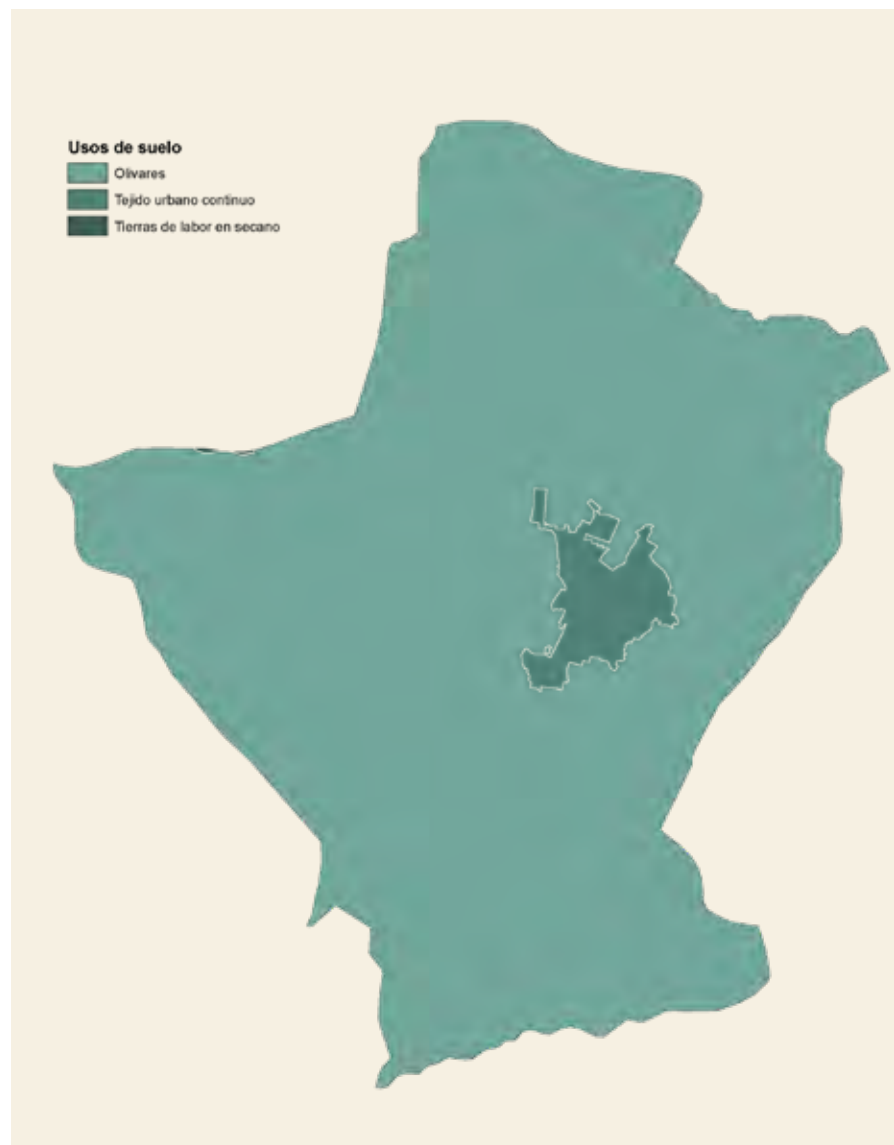 Usos de suelo
Olivares
Tejido urbano continuo
Tierras de labor en secano